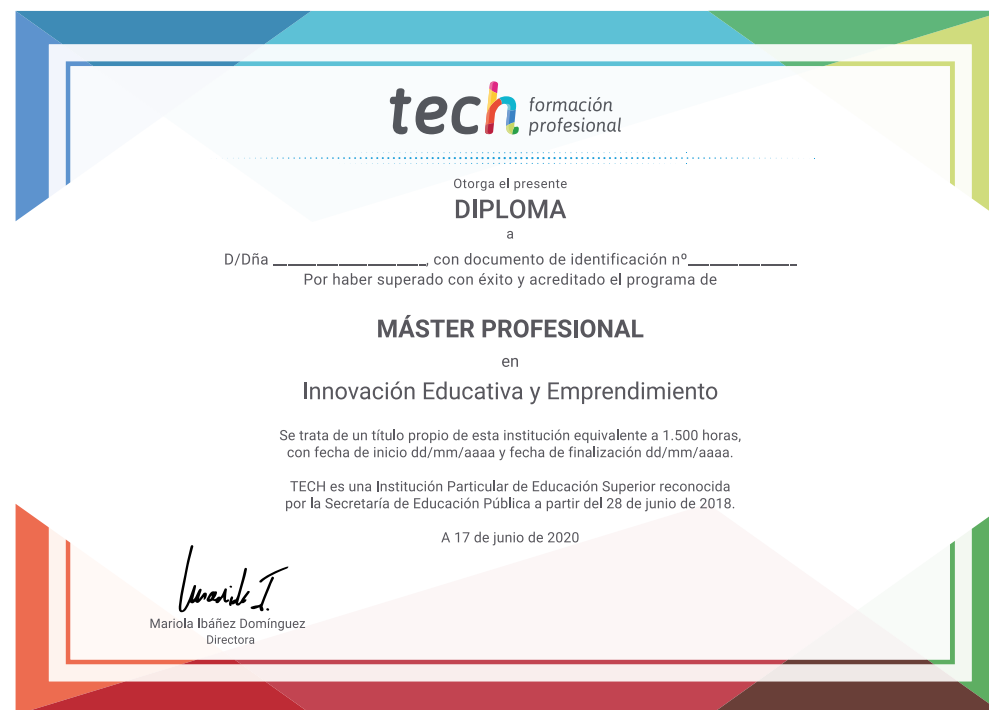 tech formación
profesional
Otorga el presente
DIPLOMA
a
D/Dña ____________________, con documento de identificación nº______________
Por haber superado con éxito y acreditado el programa de
MÁSTER PROFESIONAL
en
Innovación Educativa y Emprendimiento
Se trata de un título propio de esta institución equivalente a 1.500 horas,
con fecha de inicio dd/mm/aaaa y fecha de finalización dd/mm/aaaa.
TECH es una Institución Particular de Educación Superior reconocida
por la Secretaría de Educación Pública a partir del 28 de junio de 2018.
A 17 de junio de 2020
Mariola Ibáñez Domínguez
Directora